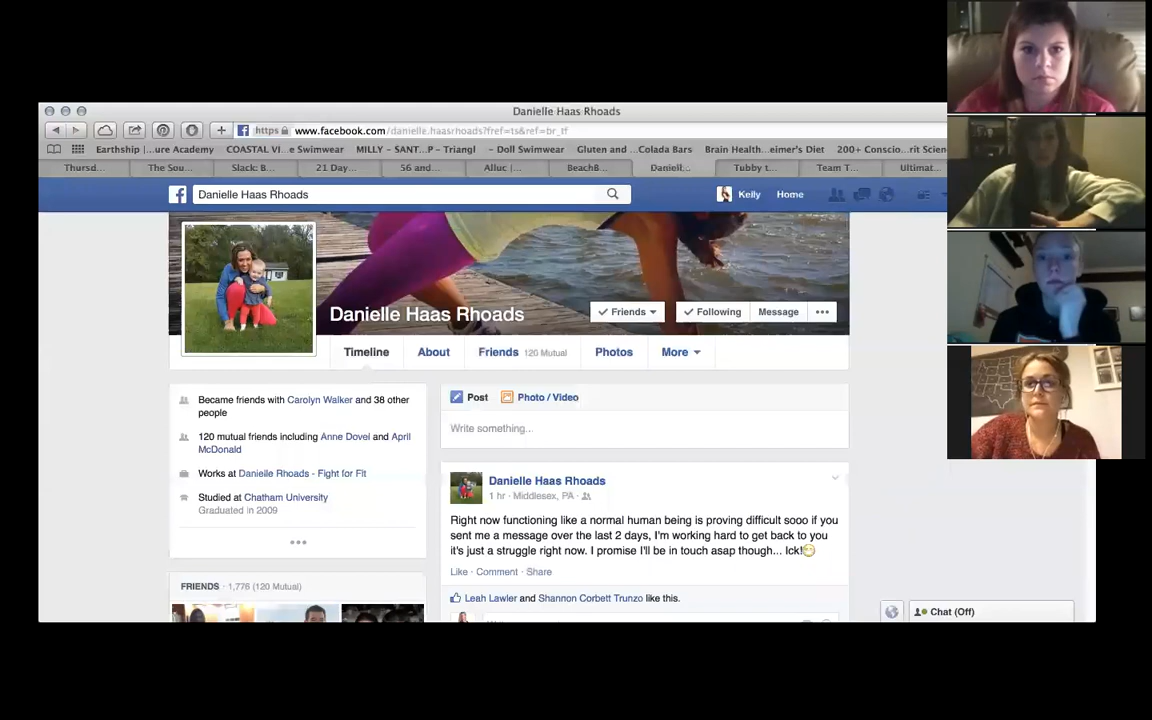 Danielle Haas Rhoads
https www.facebook.com/danielle.haasrhoads?fref=ts&ref=br_tf
Earthship |...ure Academy COASTAL VI...e Swimwear MILLY – SANT...P – Triangl – Doll Swimwear Gluten and ...Colada Bars Brain Health...eimer's Diet 200+ Conscio...rit Scien
Thursd... The Sou... Slack: B... 21 Day... 56 and ... Alluc |... BeachB... Daniell... Tubby t... Team T... Ultimat...
Danielle Haas Rhoads Kelly Home
Danielle Haas Rhoads Friends Following Message
Timeline About Friends 120 Mutual Photos More
Became friends with Carolyn Walker and 38 other
people
120 mutual friends including Anne Dovel and April
McDonald
Works at Danielle Rhoads - Fight for Fit
Studied at Chatham University
Graduated in 2009
FRIENDS · 1,776 (120 Mutual)
Post Photo / Video
Write something...
Danielle Haas Rhoads
1 hr · Middlesex, PA ·
Right now functioning like a normal human being is proving difficult sooo if you
sent me a message over the last 2 days, I'm working hard to get back to you
it's just a struggle right now. I promise I'll be in touch asap though... Ick!
Like · Comment · Share
Leah Lawler and Shannon Corbett Trunzo like this.
Chat (Off)